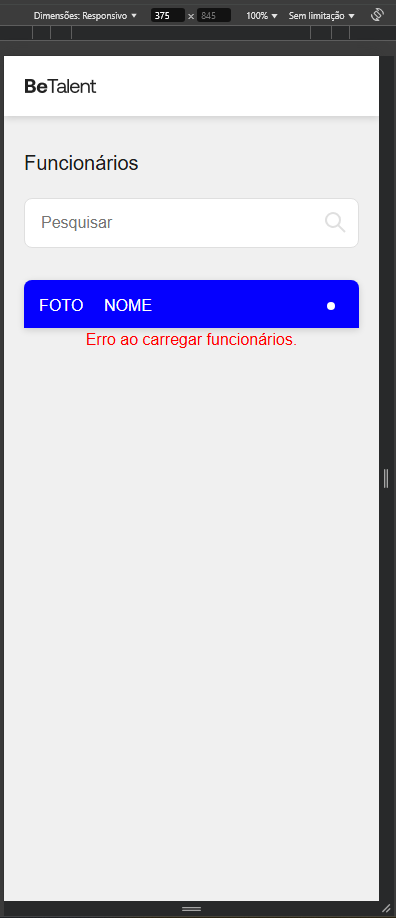 Dimensões: Responsivo 375 × 845 100% Sem limitação
BeTalent
Funcionários
Pesquisar
FOTO NOME
Erro ao carregar funcionários.